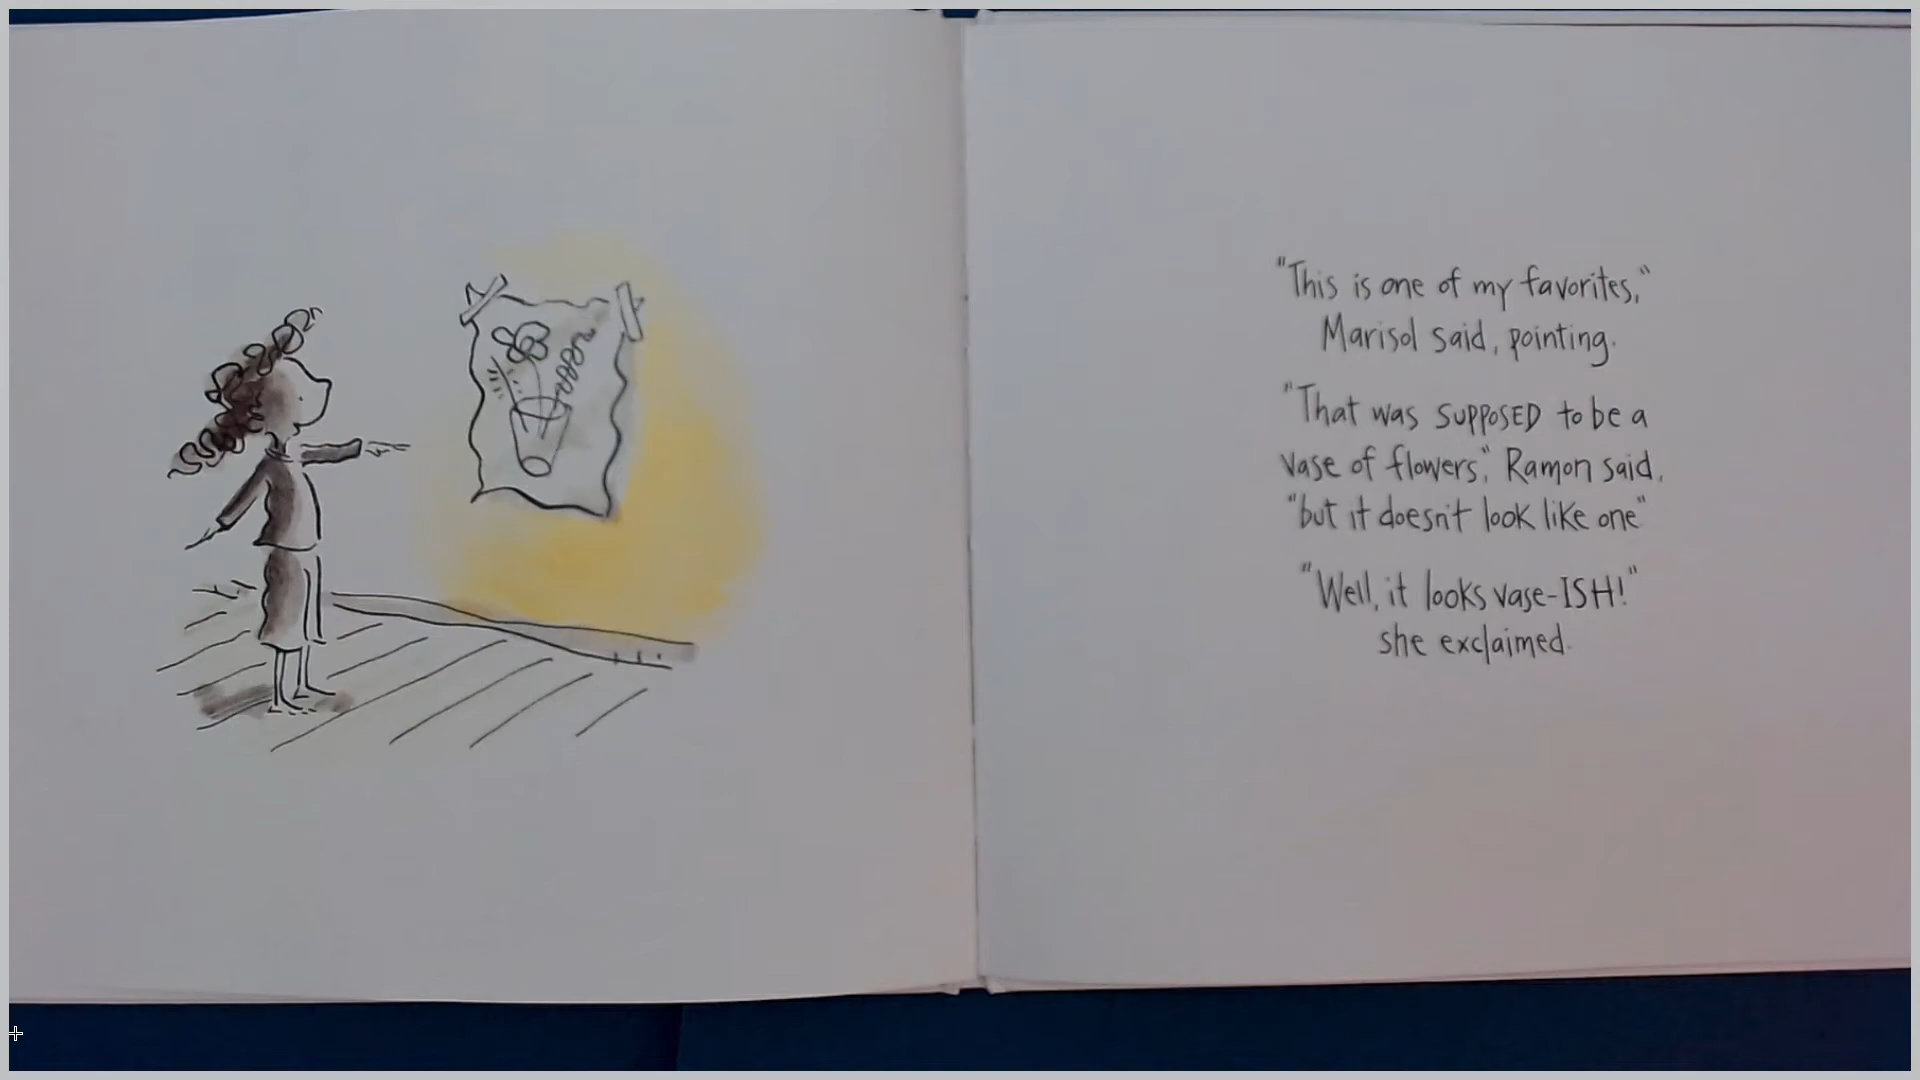 ramon
"This is one of my favorites,"
Marisol said, pointing.
"That was SUPPOSED to be a
vase of flowers," Ramon said,
"but it doesn't look like one"
"Well, it looks vase-ISH!"
she exclaimed.